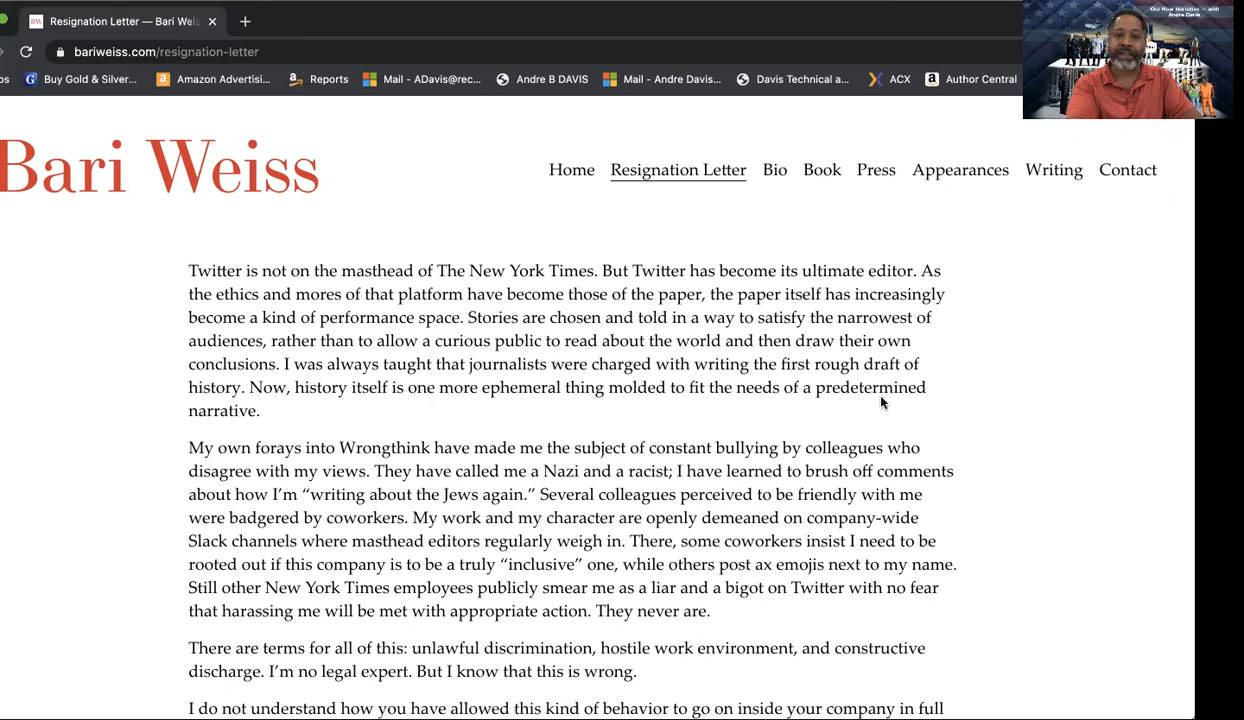 Resignation Letter — Bari Weis
bariweiss.com/resignation-letter
ps Buy Gold & Silver... Amazon Advertisi... Reports Mail - ADavis@rec... Andre B DAVIS Mail - Andre Davis... Davis Technical a... ACX Author Central
Our New Narrative — with
Andre Davis
Bari Weiss
Home Resignation Letter Bio Book Press Appearances Writing Contact
Twitter is not on the masthead of The New York Times. But Twitter has become its ultimate editor. As
the ethics and mores of that platform have become those of the paper, the paper itself has increasingly
become a kind of performance space. Stories are chosen and told in a way to satisfy the narrowest of
audiences, rather than to allow a curious public to read about the world and then draw their own
conclusions. I was always taught that journalists were charged with writing the first rough draft of
history. Now, history itself is one more ephemeral thing molded to fit the needs of a predetermined
narrative.
My own forays into Wrongthink have made me the subject of constant bullying by colleagues who
disagree with my views. They have called me a Nazi and a racist; I have learned to brush off comments
about how I’m “writing about the Jews again.” Several colleagues perceived to be friendly with me
were badgered by coworkers. My work and my character are openly demeaned on company-wide
Slack channels where masthead editors regularly weigh in. There, some coworkers insist I need to be
rooted out if this company is to be a truly “inclusive” one, while others post ax emojis next to my name.
Still other New York Times employees publicly smear me as a liar and a bigot on Twitter with no fear
that harassing me will be met with appropriate action. They never are.
There are terms for all of this: unlawful discrimination, hostile work environment, and constructive
discharge. I’m no legal expert. But I know that this is wrong.
I do not understand how you have allowed this kind of behavior to go on inside your company in full